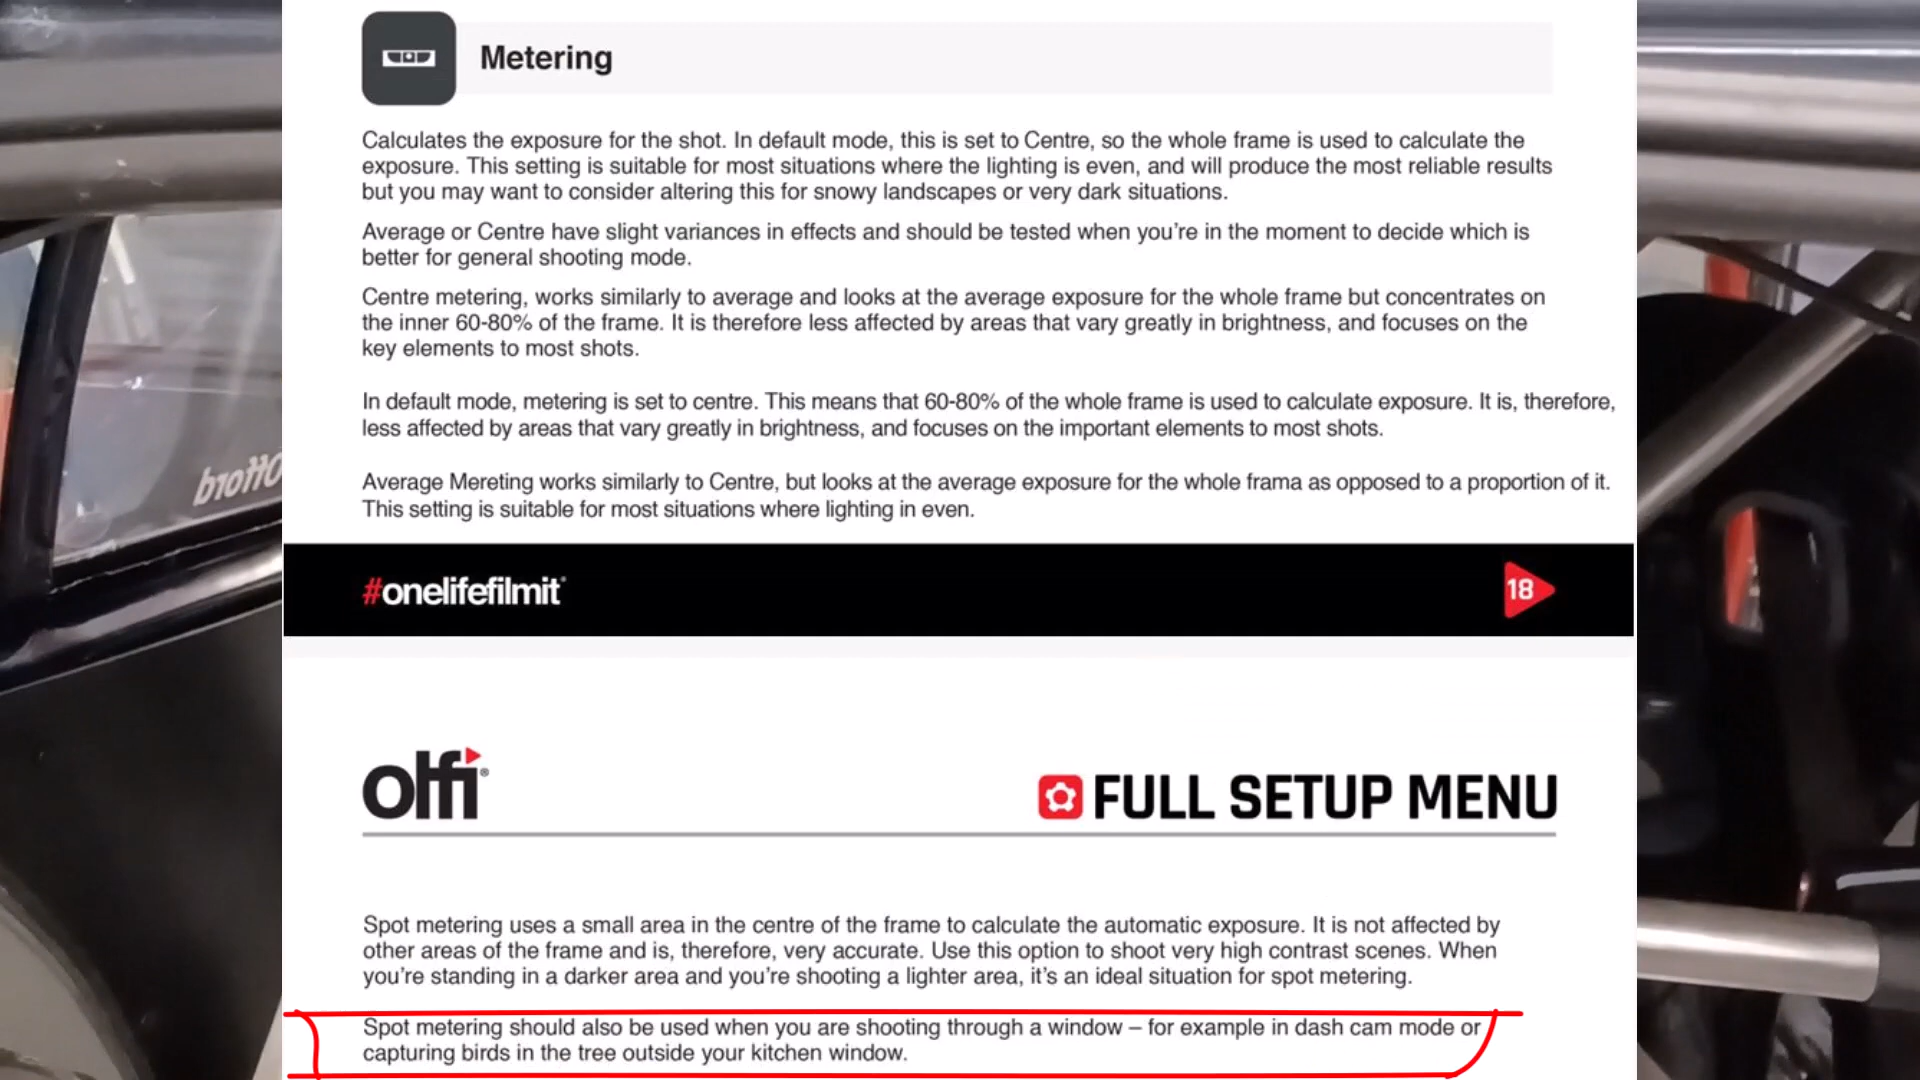 Metering
Calculates the exposure for the shot. In default mode, this is set to Centre, so the whole frame is used to calculate the
exposure. This setting is suitable for most situations where the lighting is even, and will produce the most reliable results
but you may want to consider altering this for snowy landscapes or very dark situations.
Average or Centre have slight variances in effects and should be tested when you're in the moment to decide which is
better for general shooting mode.
Centre metering, works similarly to average and looks at the average exposure for the whole frame but concentrates on
the inner 60-80% of the frame. It is therefore less affected by areas that vary greatly in brightness, and focuses on the
key elements to most shots.
In default mode, metering is set to centre. This means that 60-80% of the whole frame is used to calculate exposure. It is, therefore,
less affected by areas that vary greatly in brightness, and focuses on the important elements to most shots.
Average Mereting works similarly to Centre, but looks at the average exposure for the whole frama as opposed to a proportion of it.
This setting is suitable for most situations where lighting in even.
#onelifefilmit®
18
olfi®
FULL SETUP MENU
Spot metering uses a small area in the centre of the frame to calculate the automatic exposure. It is not affected by
other areas of the frame and is, therefore, very accurate. Use this option to shoot very high contrast scenes. When
you're standing in a darker area and you're shooting a lighter area, it's an ideal situation for spot metering.
Spot metering should also be used when you are shooting through a window – for example in dash cam mode or
capturing birds in the tree outside your kitchen window.